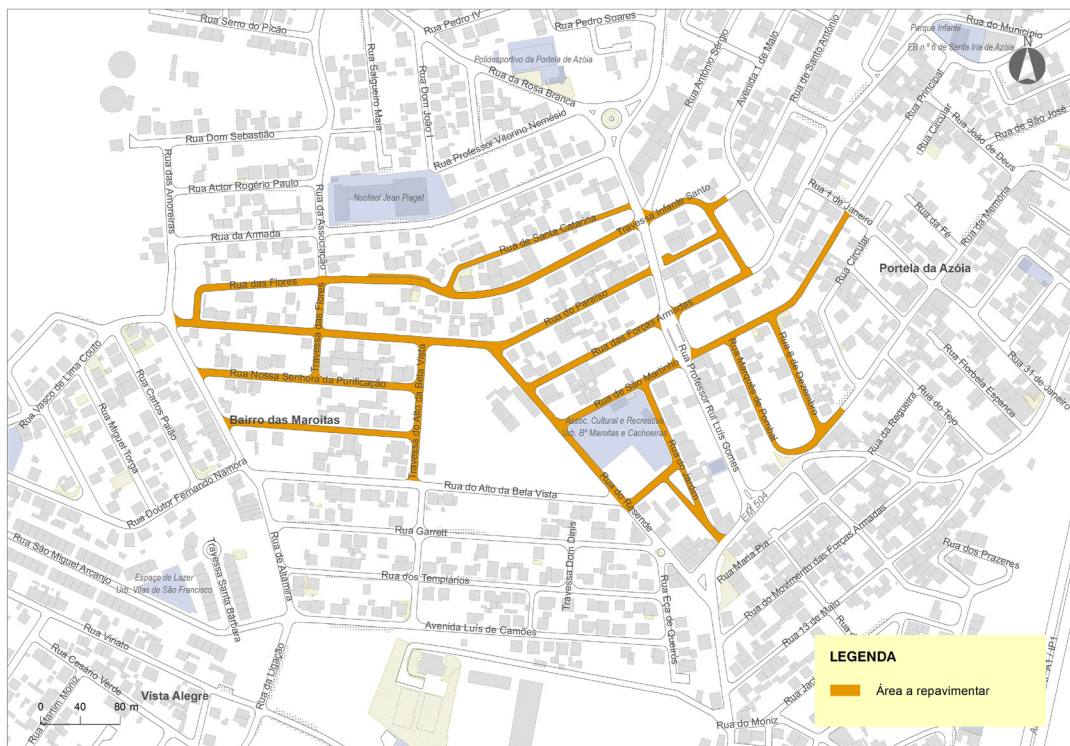 Rua Serro do Picão
Rua Pedro IV
Rua Pedro Soares
Rua do Município
Parque Infantil
EB n.º 6 de Santa Iria de Azóia
N
Polidesportivo da Portela de Azóia
Rua Salgueiro Maia
Rua Dom João I
Rua da Rosa Branca
Rua António Sérgio
Avenida 1 de Maio
Rua de Santo António
Rua Principal
Rua Circular
Rua João de Deus
Rua de São José
Rua Dom Sebastião
Rua Professor Vitorino Nemésio
Rua das Amoreiras
Rua Actor Rogério Paulo
Nuclisol Jean Piaget
Rua da Associação
Rua da Armada
Rua de Santa Catarina
Travessa Infante Santo
Rua 1 de Janeiro
Rua da Fé
Rua da Memória
Rua Circular
Portela da Azóia
Rua das Flores
Travessa das Flores
Rua do Paraíso
Rua das Forças Armadas
Rua Vasco de Lima Couto
Rua Carlos Paião
Rua Miguel Torga
Rua Nossa Senhora da Purificação
Travessa do Alto da Bela Vista
Rua de São Martinho
Rua Professor Rui Luís Gomes
Rua Marquês de Pombal
Rua 8 de Dezembro
Rua Florbela Espanca
Rua 31 de Janeiro
Rua do Tejo
Rua da Regueira
Bairro das Maroitas
Assoc. Cultural e Recreativa
Urb. Bº Maroitas e Cachoeiras
Rua do Jardim
Rua Doutor Fernando Namora
Rua do Alto da Bela Vista
Rua do Resende
EM 504
Rua São Miguel Arcanjo
Travessa Santa Bárbara
Rua de Altamira
Rua Garrett
Rua dos Templários
Travessa Dom Dinis
Rua Maria Pia
Rua do Movimento das Forças Armadas
Rua dos Prazeres
Espaço de Lazer
Urb. Vilas de São Francisco
Rua Eça de Queirós
Rua 13 de Maio
Avenida Luís de Camões
Rua Viriato
Rua Cesário Verde
Rua Martim Moniz
Rua da Ligação
Vista Alegre
Rua do Moniz
A1 / IP1
0 40 80 m
LEGENDA
Área a repavimentar